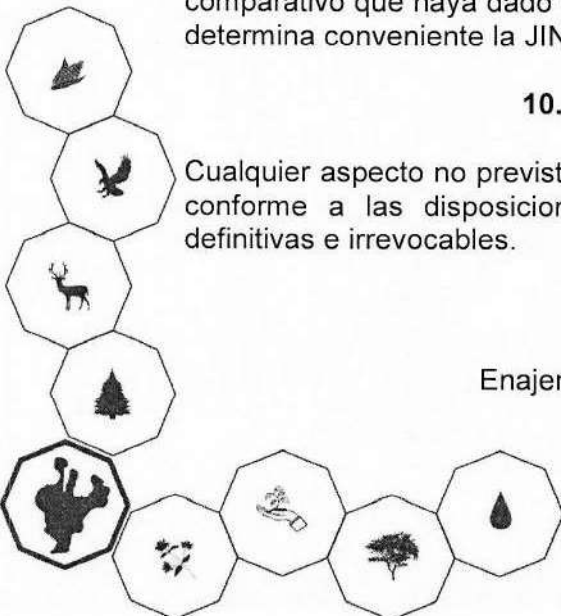 comparativo que haya dado
determina conveniente la JIN
10.
Cualquier aspecto no previst
conforme a las disposicion
definitivas e irrevocables.
Enajer